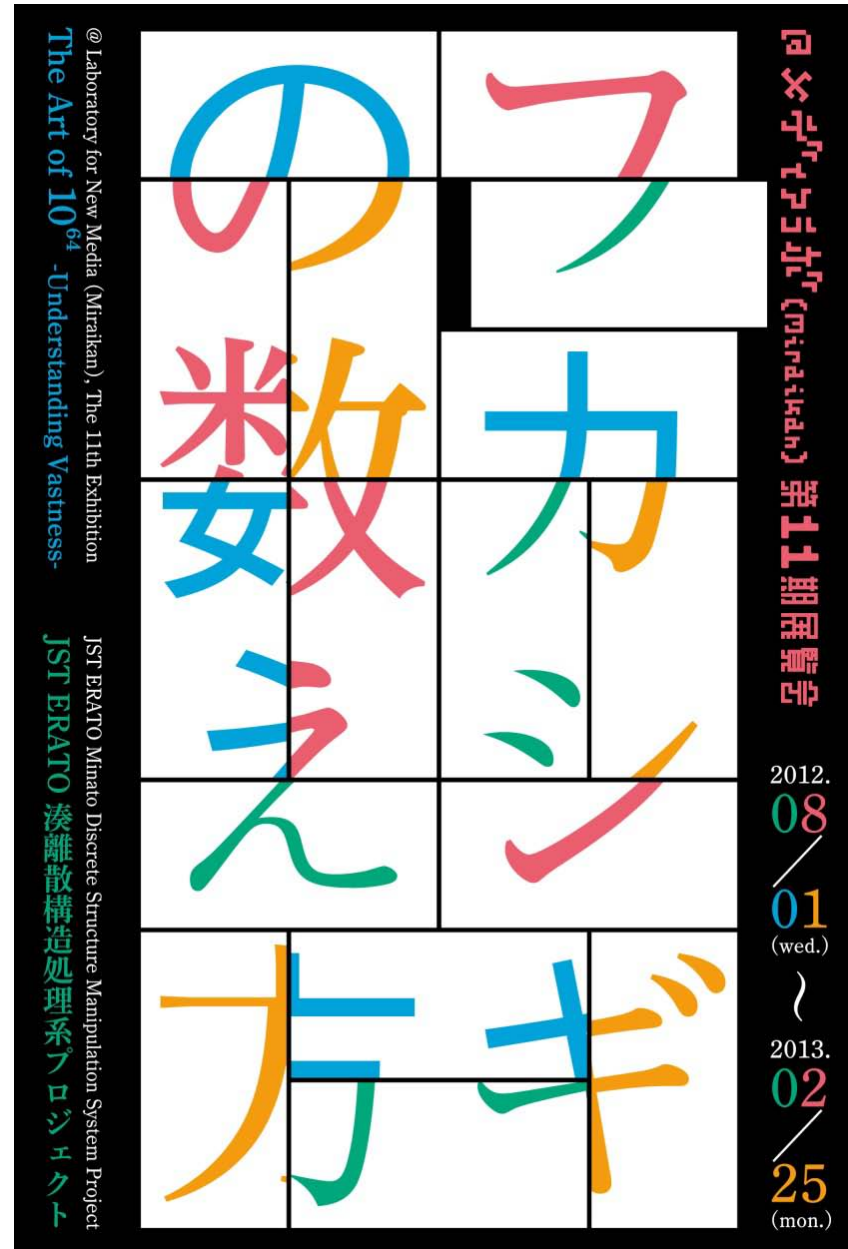 @メディアラボ(Miraikan)第11期展覧会
2012.
08/01
(wed.)
〜
2013.
02/25
(mon.)
フカシギ
の数え方
@ Laboratory for New Media (Miraikan), The 11th Exhibition
The Art of 10⁶⁴ -Understanding Vastness-
JST ERATO Minato Discrete Structure Manipulation System Project
JST ERATO 湊離散構造処理系プロジェクト